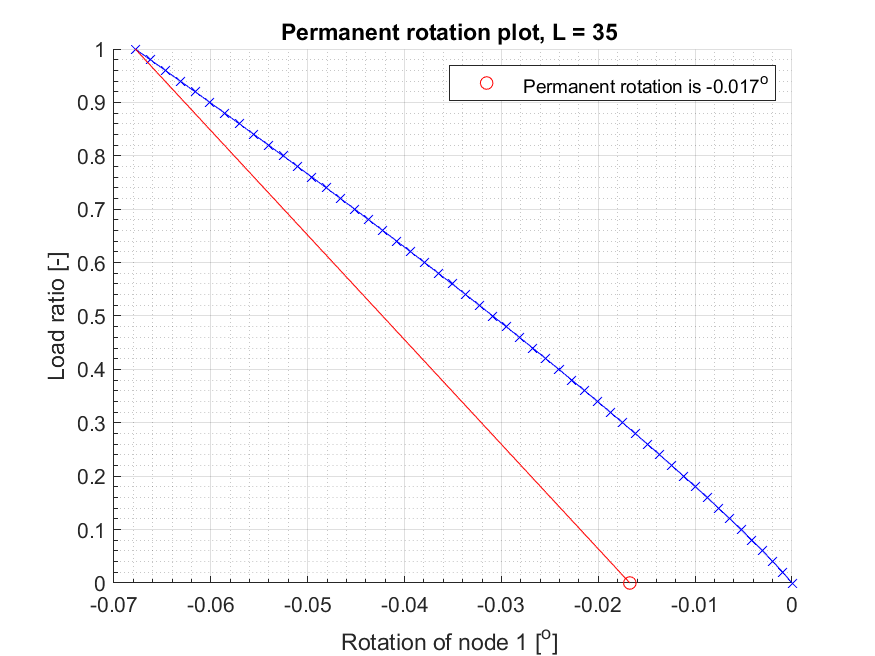 Permanent rotation plot, L = 35
Permanent rotation is -0.017°
1
0.9
0.8
0.7
0.6
0.5
0.4
0.3
0.2
0.1
0
Load ratio [-]
-0.07 -0.06 -0.05 -0.04 -0.03 -0.02 -0.01 0
Rotation of node 1 [°]